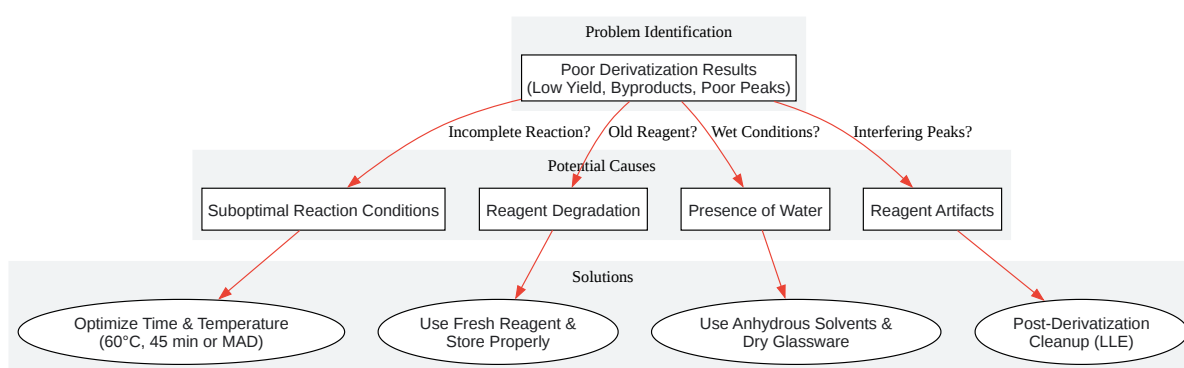 Problem Identification
Poor Derivatization Results
(Low Yield, Byproducts, Poor Peaks)
Incomplete Reaction?
Old Reagent?
Wet Conditions?
Interfering Peaks?
Potential Causes
Suboptimal Reaction Conditions
Reagent Degradation
Presence of Water
Reagent Artifacts
Solutions
Optimize Time & Temperature
(60°C, 45 min or MAD)
Use Fresh Reagent &
Store Properly
Use Anhydrous Solvents &
Dry Glassware
Post-Derivatization
Cleanup (LLE)